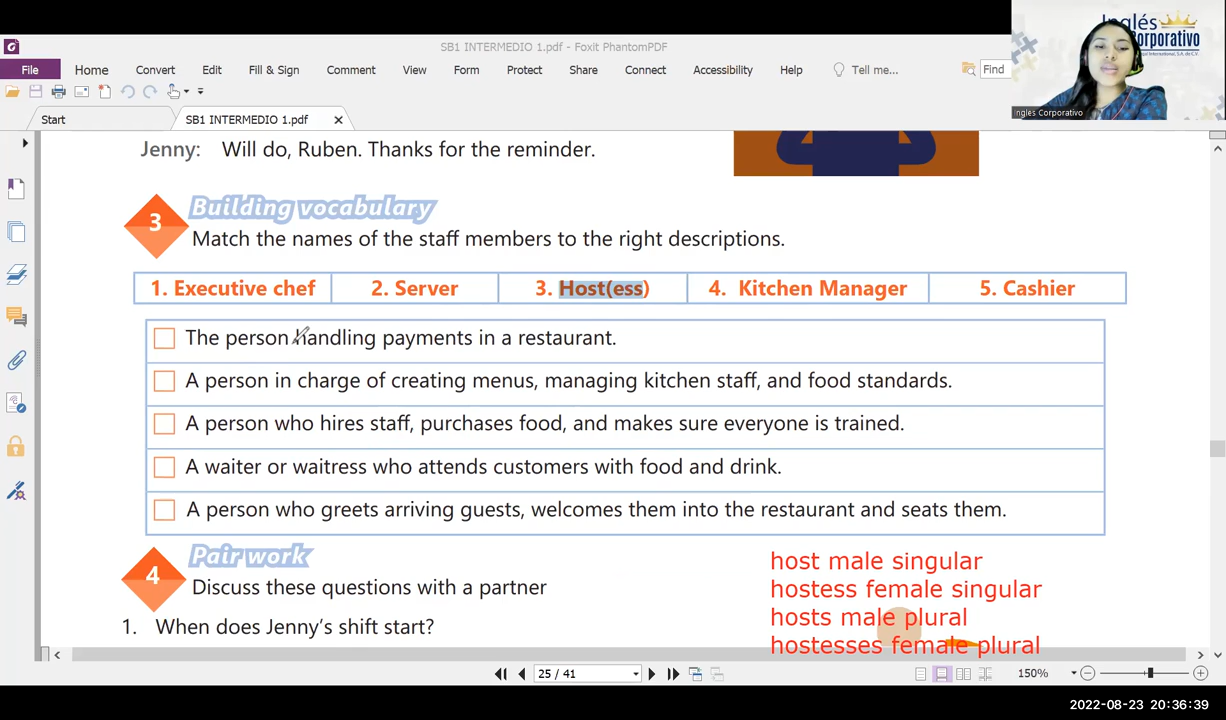 SB1 INTERMEDIO 1.pdf - Foxit PhantomPDF
Inglés
Corporativo
File Home Convert Edit Fill & Sign Comment View Form Protect Share Connect Accessibility Help Tell me... Find
Inglés Corporativo
Start SB1 INTERMEDIO 1.pdf
Jenny: Will do, Ruben. Thanks for the reminder.
3 Building vocabulary
Match the names of the staff members to the right descriptions.
1. Executive chef 2. Server 3. Host(ess) 4. Kitchen Manager 5. Cashier
The person handling payments in a restaurant.
A person in charge of creating menus, managing kitchen staff, and food standards.
A person who hires staff, purchases food, and makes sure everyone is trained.
A waiter or waitress who attends customers with food and drink.
A person who greets arriving guests, welcomes them into the restaurant and seats them.
4 Pair work
Discuss these questions with a partner
1. When does Jenny's shift start?
host male singular
hostess female singular
hosts male plural
hostesses female plural
25 / 41 150%
2022-08-23 20:36:39